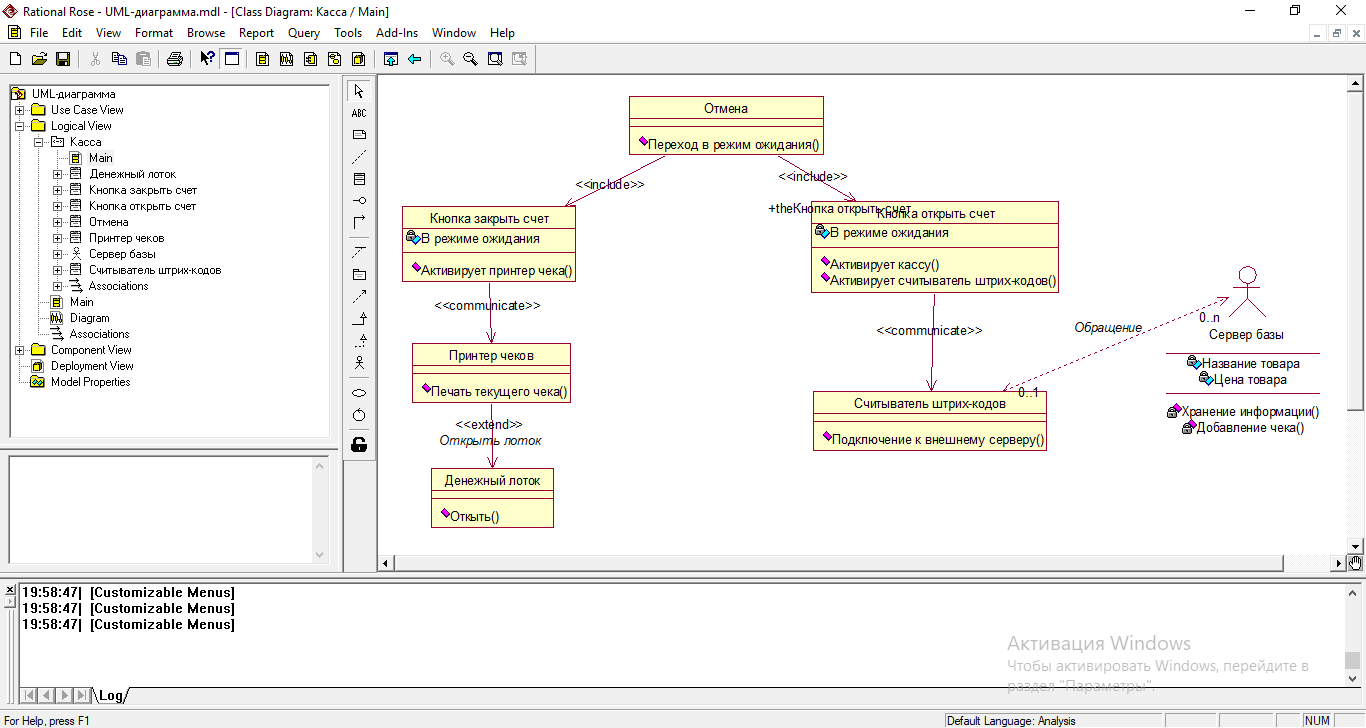 Rational Rose - UML-диаграмма.mdl - [Class Diagram: Касса / Main]
File Edit View Format Browse Report Query Tools Add-Ins Window Help
UML-диаграмма
Use Case View
Logical View
Касса
Main
Денежный лоток
Кнопка закрыть счет
Кнопка открыть счет
Отмена
Принтер чеков
Сервер базы
Считыватель штрих-кодов
Associations
Main
Diagram
Associations
Component View
Deployment View
Model Properties
ABC
Отмена
Переход в режим ожидания()
<<include>>
<<include>>
Кнопка закрыть счет
В режиме ожидания
Активирует принтер чека()
+theКнопка открыть счет
Кнопка открыть счет
В режиме ожидания
Активирует кассу()
Активирует считыватель штрих-кодов()
<<communicate>>
<<communicate>>
Принтер чеков
Печать текущего чека()
<<extend>>
Открыть лоток
Денежный лоток
Откыть()
Считыватель штрих-кодов
Подключение к внешнему серверу()
0..1
Обращение
0..n
Сервер базы
Название товара
Цена товара
Хранение информации()
Добавление чека()
19:58:47| [Customizable Menus]
19:58:47| [Customizable Menus]
19:58:47| [Customizable Menus]
Log
Активация Windows
Чтобы активировать Windows, перейдите в
раздел "Параметры".
For Help, press F1
Default Language: Analysis
NUM